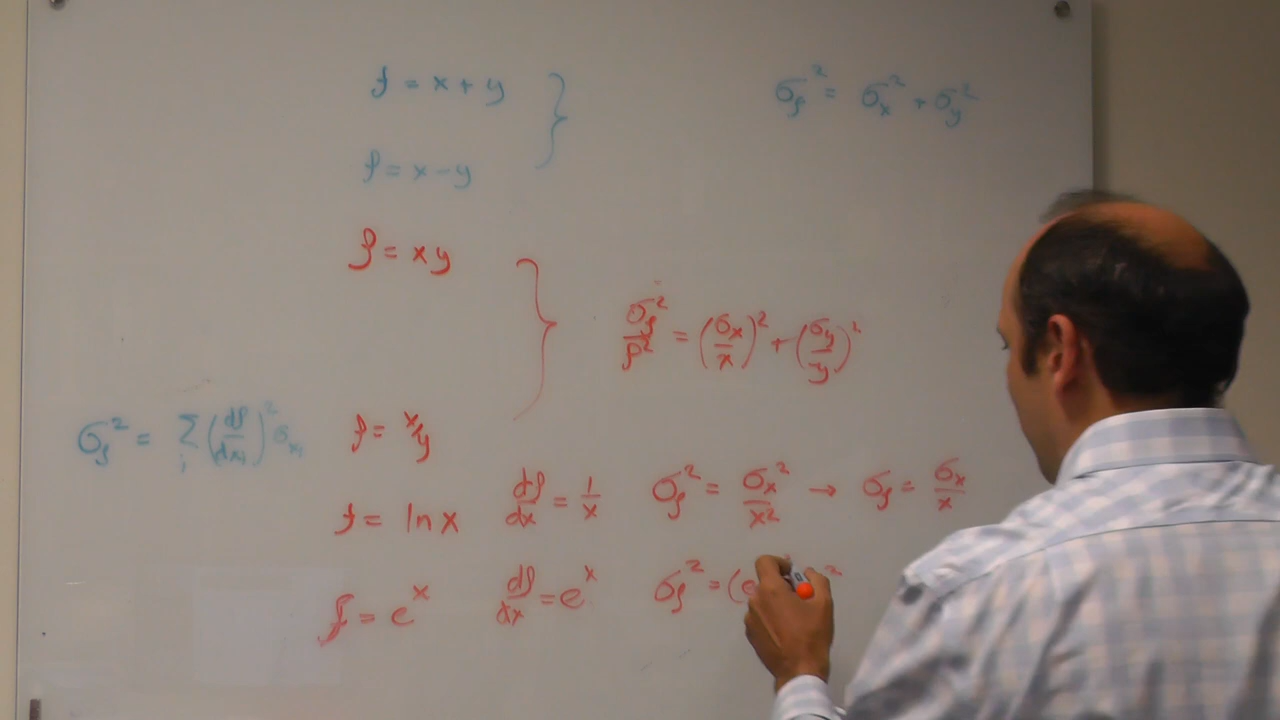 f = x + y } σf² = σx² + σy²
f = x − y
f = xy } σf²/f² = (σx/x)² + (σy/y)²
σf² = Σi (df/dxi)² σxi
f = x/y
f = ln x df/dx = 1/x σf² = σx²/x² → σf = σx/x
f = e^x df/dx = e^x σf² = (e